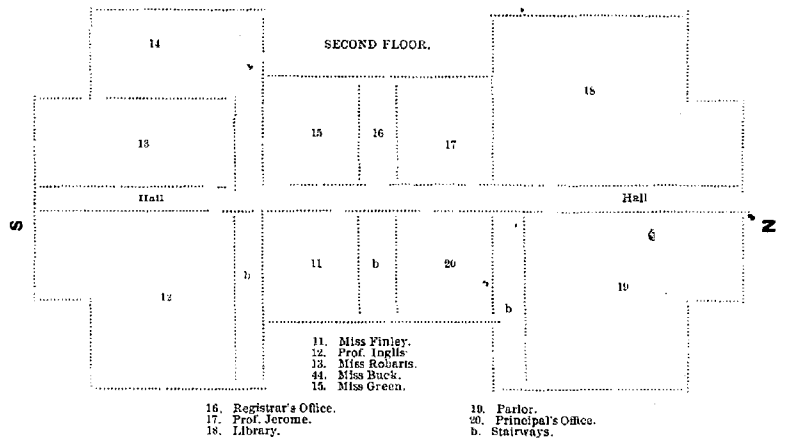 14
SECOND FLOOR.
18
13
15
16
17
Hall
Hall
S
N
12
b
11
b
20
b
19
11. Miss Finley.
12. Prof. Inglis
13. Miss Robarts.
44. Miss Buck.
15. Miss Green.
16. Registrar's Office.
17. Prof. Jerome.
18. Library.
19. Parlor.
20. Principal's Office.
b. Stairways.